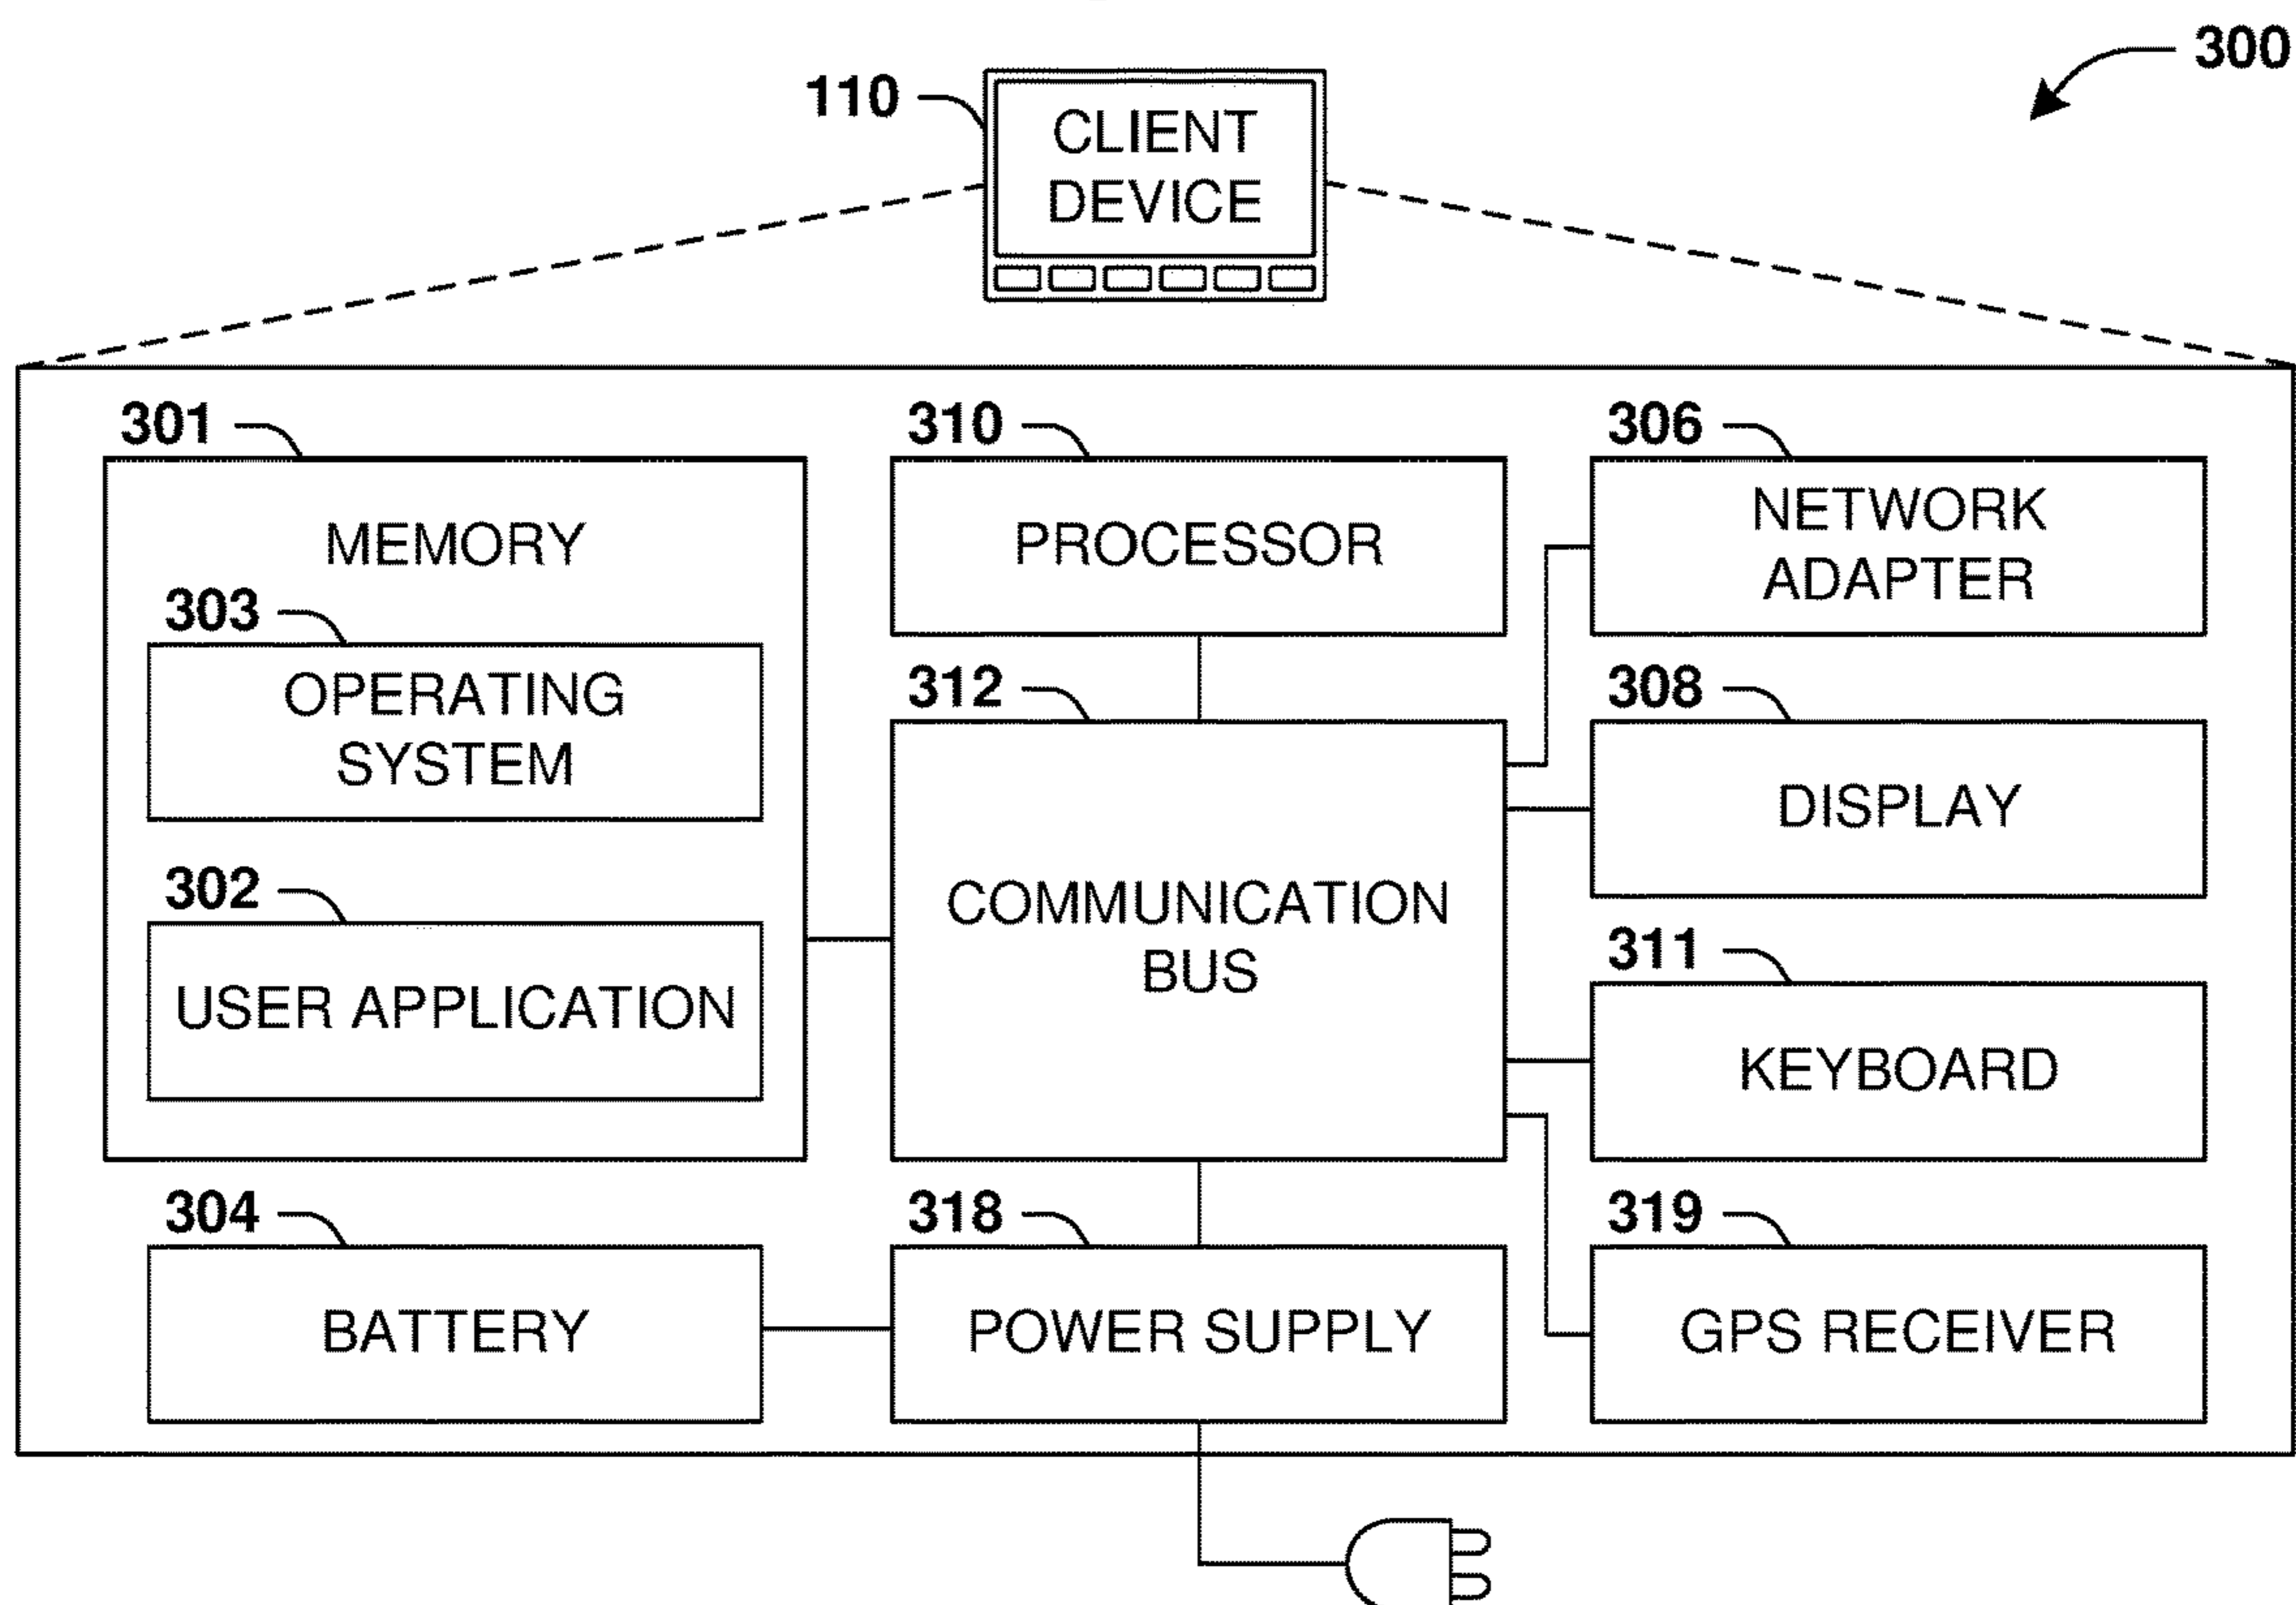 300
110
CLIENT
DEVICE
301
310
306
MEMORY
PROCESSOR
NETWORK
ADAPTER
303
OPERATING
SYSTEM
312
308
COMMUNICATION
BUS
DISPLAY
302
USER APPLICATION
311
KEYBOARD
304
318
319
BATTERY
POWER SUPPLY
GPS RECEIVER